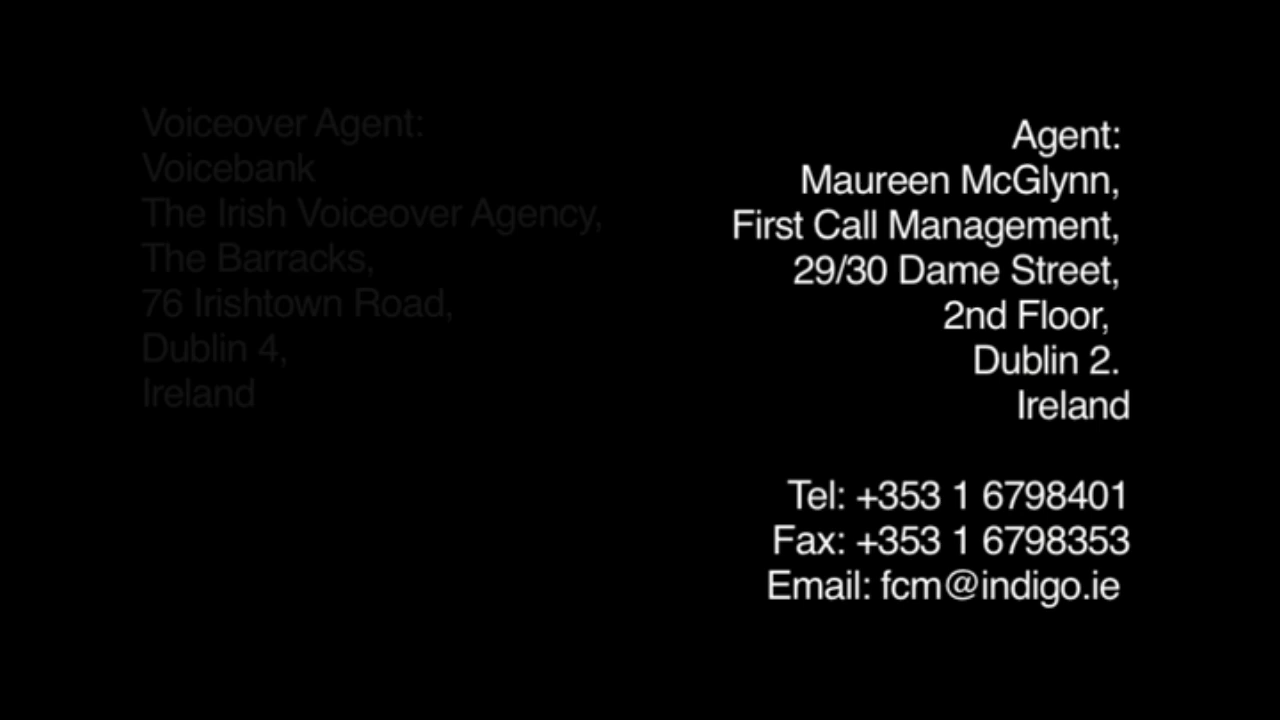 Voiceover Agent:
Voicebank
The Irish Voiceover Agency,
The Barracks,
76 Irishtown Road,
Dublin 4,
Ireland
Agent:
Maureen McGlynn,
First Call Management,
29/30 Dame Street,
2nd Floor,
Dublin 2.
Ireland
Tel: +353 1 6798401
Fax: +353 1 6798353
Email: fcm@indigo.ie